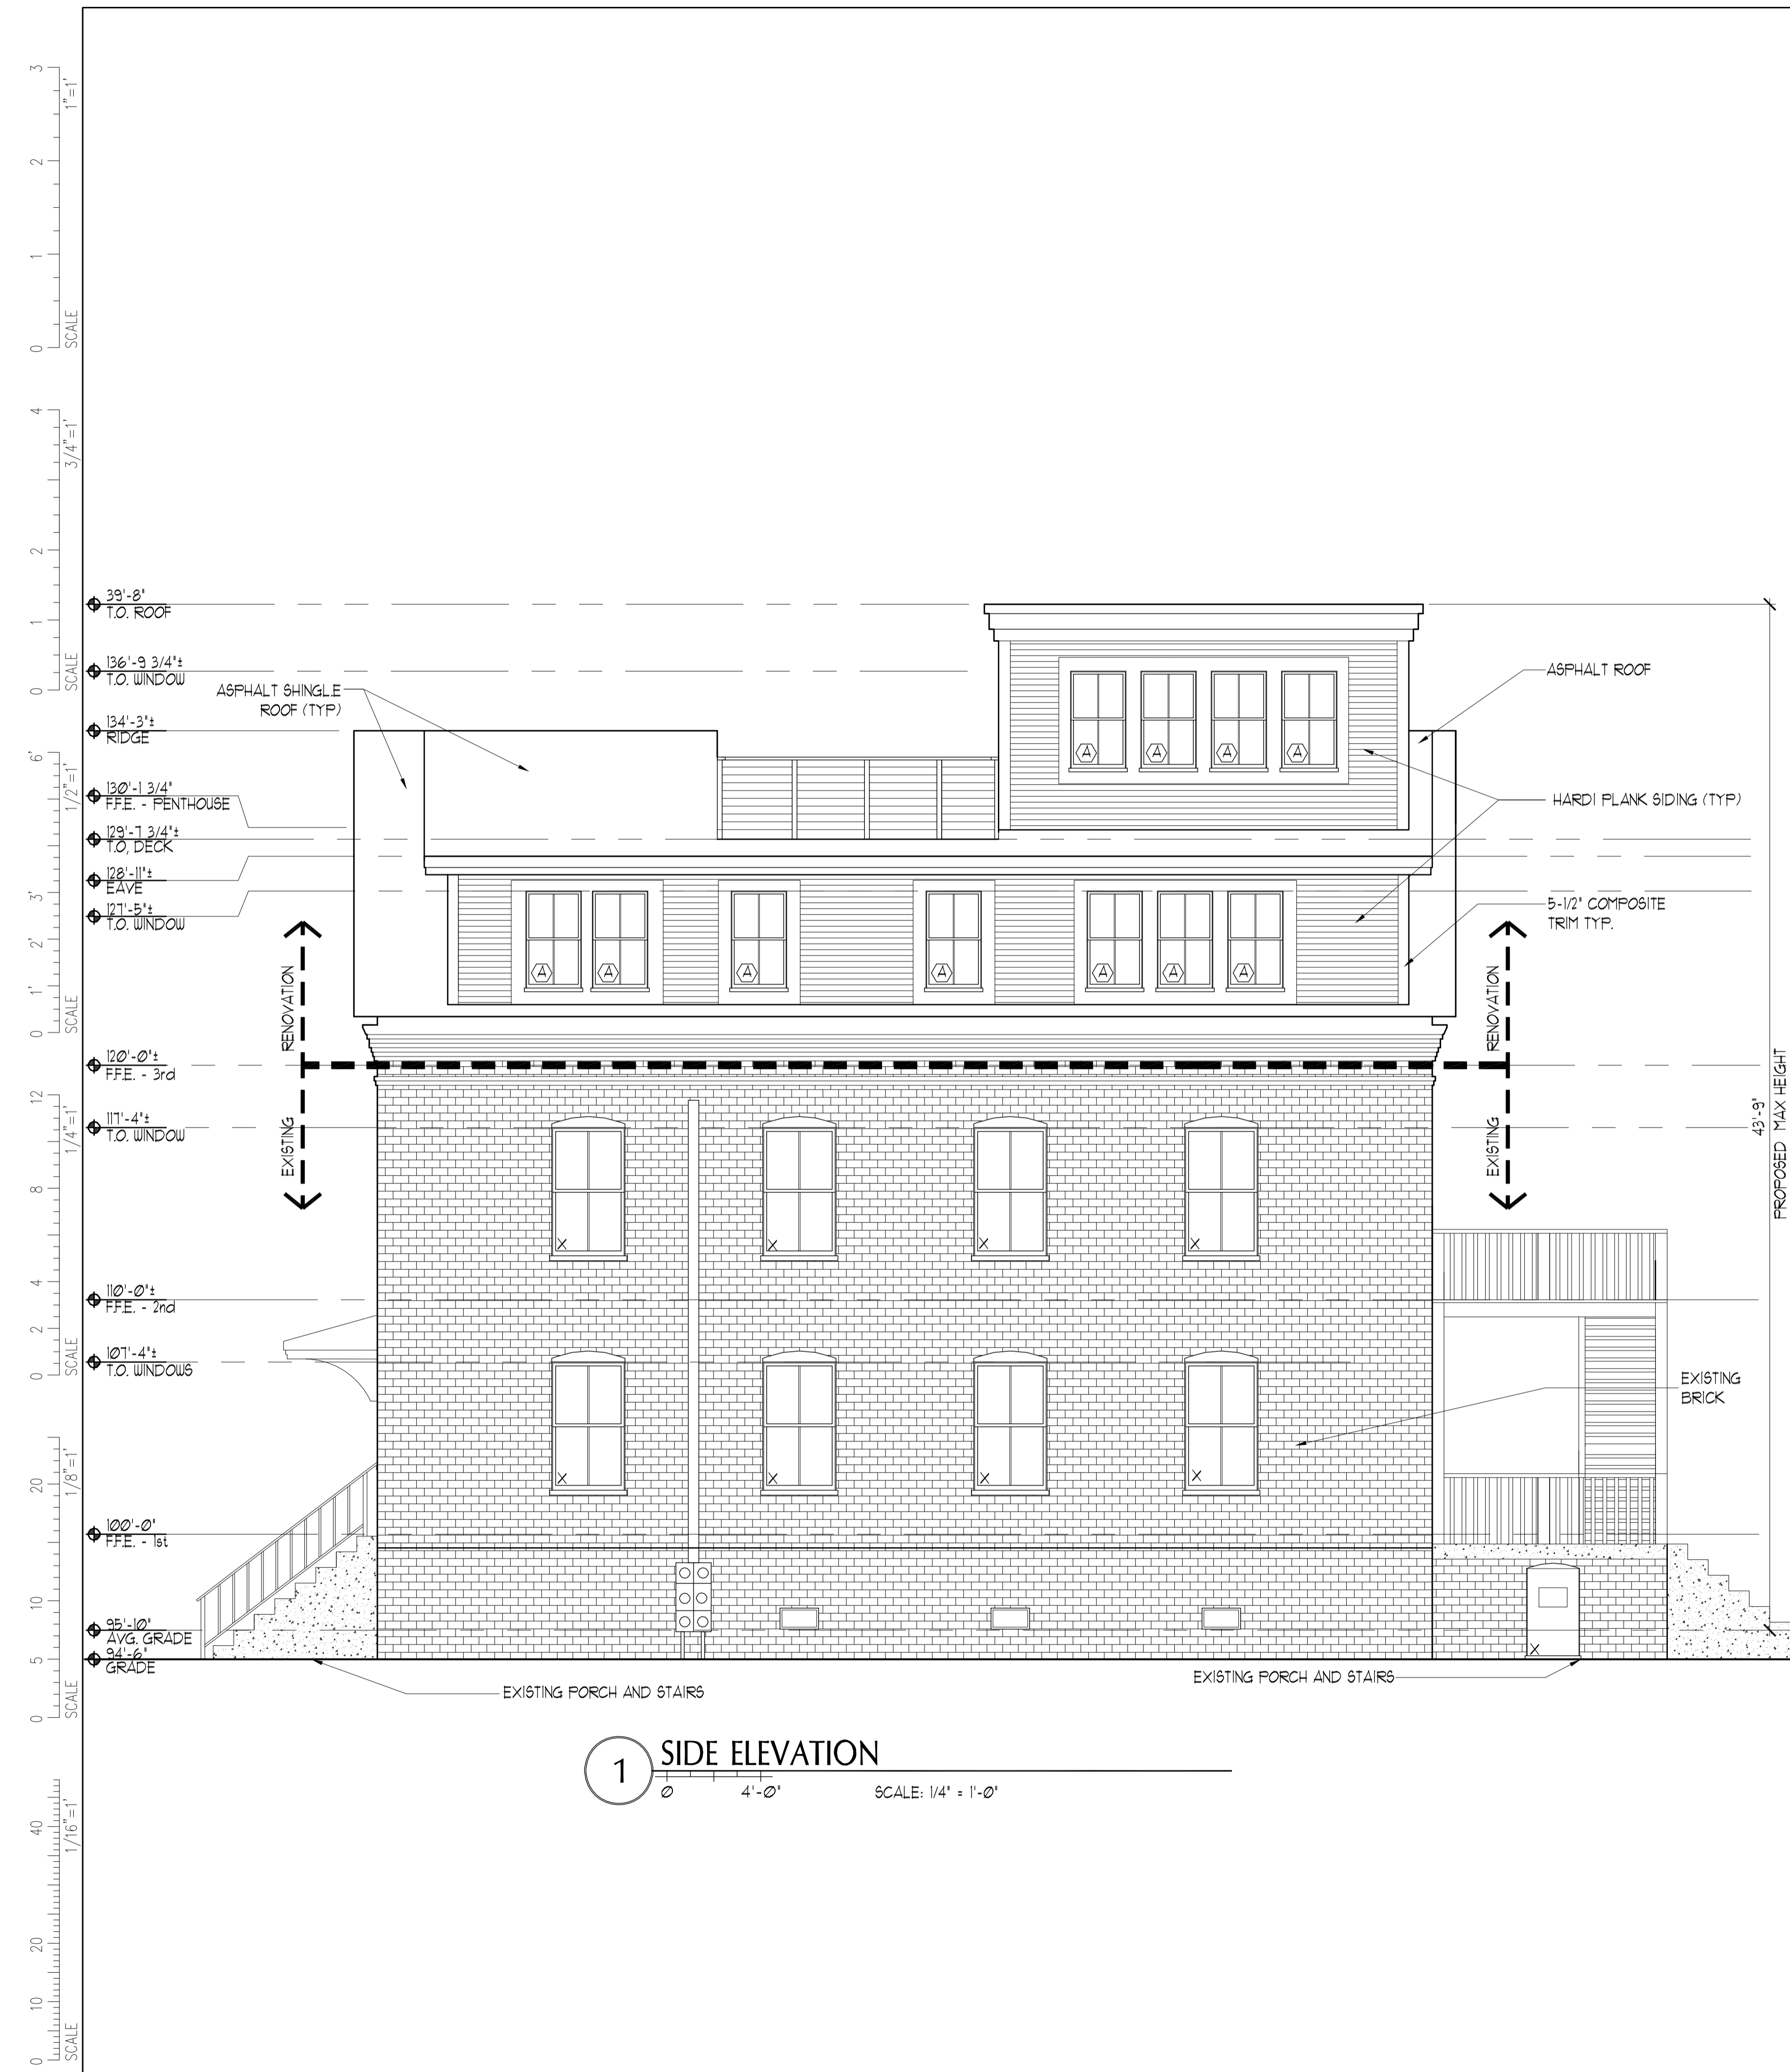 3
1"=1'
2
1
SCALE
0
4
3/4"=1'
2
1
SCALE
0
6'
1/2"=1'
3'
2'
1'
SCALE
0
12
1/4"=1'
8
4
2
SCALE
0
1/8"=1'
20
10
5
SCALE
0
40
1/16"=1'
20
10
SCALE
0
39'-8"
T.O. ROOF
136'-9 3/4"±
T.O. WINDOW
134'-3"±
RIDGE
130'-1 3/4"
F.F.E. - PENTHOUSE
129'-7 3/4"±
T.O, DECK
128'-11"±
EAVE
127'-5"±
T.O. WINDOW
120'-0"±
F.F.E. - 3rd
117'-4"±
T.O. WINDOW
110'-0"±
F.F.E. - 2nd
107'-4"±
T.O. WINDOWS
100'-0"
F.F.E. - 1st
95'-10"
AVG. GRADE
94'-6"
GRADE
ASPHALT SHINGLE
ROOF (TYP)
RENOVATION
EXISTING
A A A A
A A A A A A A
X X X X
X X X X
X
ASPHALT ROOF
HARDI PLANK SIDING (TYP)
5-1/2" COMPOSITE
TRIM TYP.
RENOVATION
EXISTING
43'-9"
PROPOSED MAX HEIGHT
EXISTING
BRICK
EXISTING PORCH AND STAIRS
EXISTING PORCH AND STAIRS
1
SIDE ELEVATION
0 4'-0" SCALE: 1/4" = 1'-0"